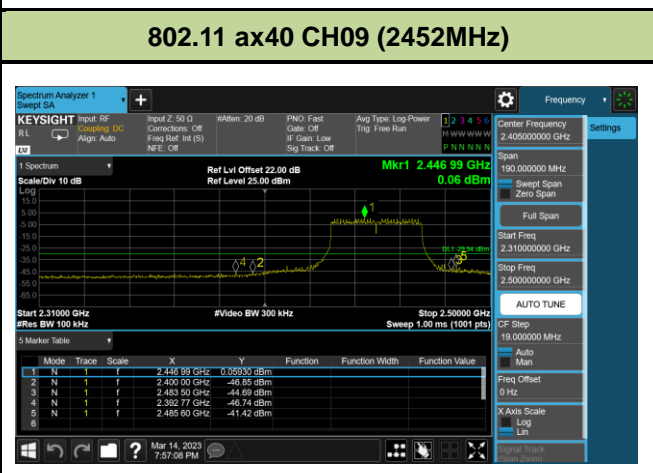 802.11 ax40 CH09 (2452MHz)
Spectrum Analyzer 1
Swept SA
Frequency
KEYSIGHT
RL
Input: RF
Coupling: DC
Align: Auto
Input Z: 50 Ω
Corrections: Off
Freq Ref: Int (S)
NFE: Off
#Atten: 20 dB
PNO: Fast
Gate: Off
IF Gain: Low
Sig Track: Off
Avg Type: Log-Power
Trig: Free Run
1 2 3 4 5 6
M W W W W W
P N N N N N
Center Frequency
2.405000000 GHz
Settings
1 Spectrum
Scale/Div 10 dB
Ref Lvl Offset 22.00 dB
Ref Level 25.00 dBm
Mkr1 2.446 99 GHz
0.06 dBm
Log
15.0
5.00
-5.00
-15.0
-25.0
-35.0
-45.0
-55.0
-65.0
1
4
2
3
5
Start 2.31000 GHz
#Res BW 100 kHz
#Video BW 300 kHz
Stop 2.50000 GHz
Sweep 1.00 ms (1001 pts)
Span
190.000000 MHz
Swept Span
Zero Span
Full Span
Start Freq
2.310000000 GHz
Stop Freq
2.500000000 GHz
AUTO TUNE
CF Step
19.000000 MHz
Auto
Man
Freq Offset
0 Hz
X Axis Scale
Log
Lin
Signal Track
(Span Zoom)
5 Marker Table
Mode Trace Scale X Y Function Function Width Function Value
1 N 1 f 2.446 99 GHz 0.05930 dBm
2 N 1 f 2.400 00 GHz -46.85 dBm
3 N 1 f 2.483 50 GHz -44.69 dBm
4 N 1 f 2.392 77 GHz -46.74 dBm
5 N 1 f 2.485 60 GHz -41.42 dBm
6
?
Mar 14, 2023
7:57:08 PM